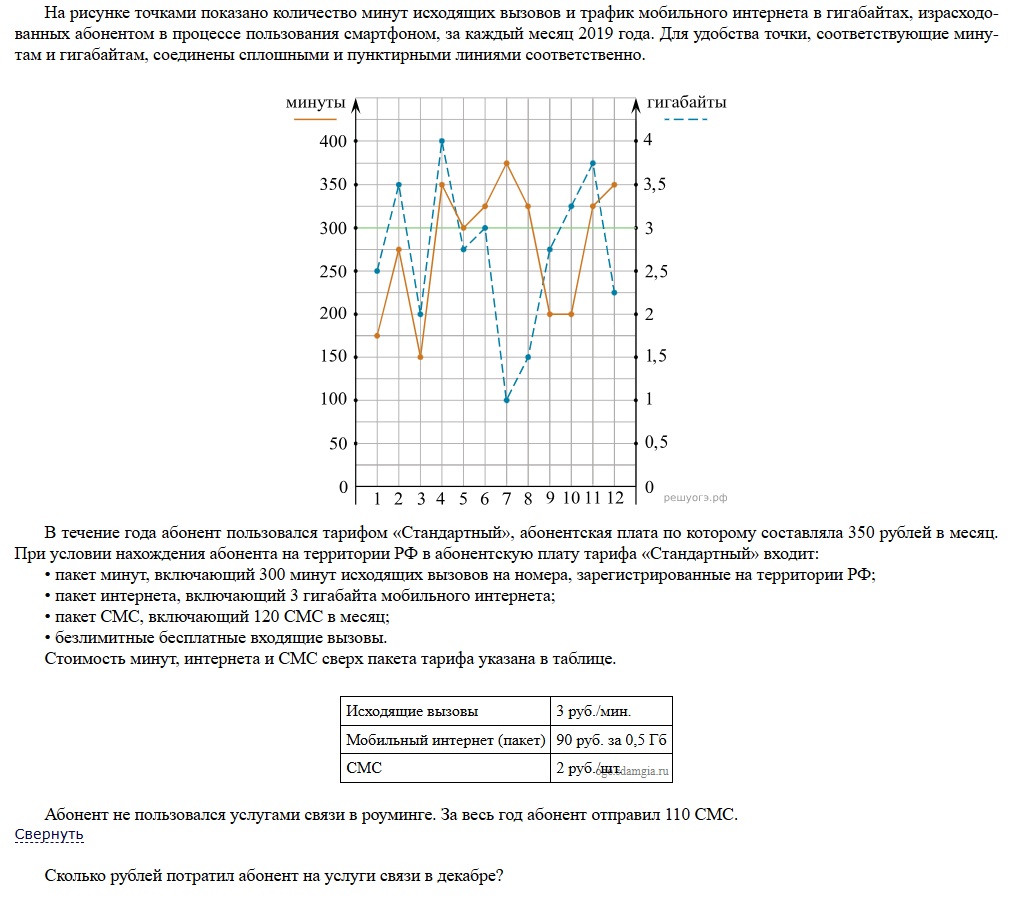 На рисунке точками показано количество минут исходящих вызовов и трафик мобильного интернета в гигабайтах, израсходо-
ванных абонентом в процессе пользования смартфоном, за каждый месяц 2019 года. Для удобства точки, соответствующие мину-
там и гигабайтам, соединены сплошными и пунктирными линиями соответственно.
минуты гигабайты
400 4
350 3,5
300 3
250 2,5
200 2
150 1,5
100 1
50 0,5
0 1 2 3 4 5 6 7 8 9 10 11 12 0
решуогэ.рф
В течение года абонент пользовался тарифом «Стандартный», абонентская плата по которому составляла 350 рублей в месяц.
При условии нахождения абонента на территории РФ в абонентскую плату тарифа «Стандартный» входит:
• пакет минут, включающий 300 минут исходящих вызовов на номера, зарегистрированные на территории РФ;
• пакет интернета, включающий 3 гигабайта мобильного интернета;
• пакет СМС, включающий 120 СМС в месяц;
• безлимитные бесплатные входящие вызовы.
Стоимость минут, интернета и СМС сверх пакета тарифа указана в таблице.
Исходящие вызовы 3 руб./мин.
Мобильный интернет (пакет) 90 руб. за 0,5 Гб
СМС 2 руб./шт.
Абонент не пользовался услугами связи в роуминге. За весь год абонент отправил 110 СМС.
Свернуть
Сколько рублей потратил абонент на услуги связи в декабре?